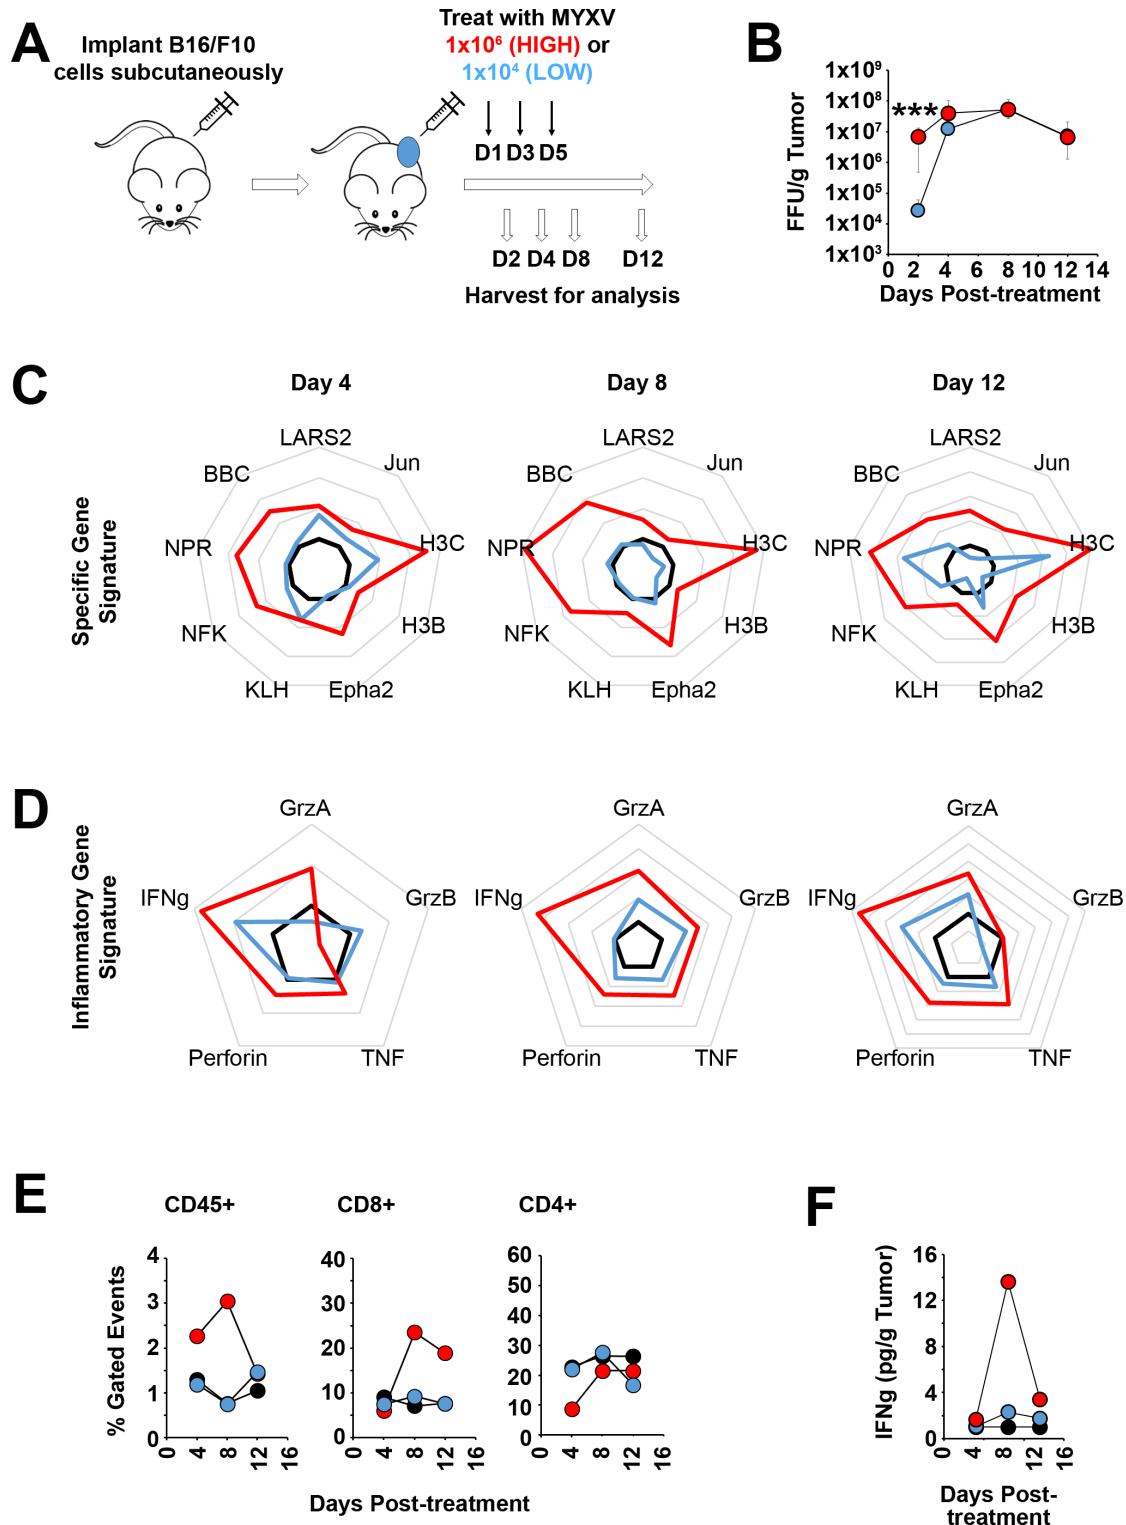 A
Implant B16/F10
cells subcutaneously
Treat with MYXV
1x10⁶ (HIGH) or
1x10⁴ (LOW)
D1 D3 D5
D2 D4 D8 D12
Harvest for analysis
B
FFU/g Tumor
1x10⁹
1x10⁸
1x10⁷
1x10⁶
1x10⁵
1x10⁴
1x10³
***
0 2 4 6 8 10 12 14
Days Post-treatment
C
Specific Gene
Signature
Day 4
LARS2
Jun
H3C
H3B
Epha2
KLH
NFK
NPR
BBC
Day 8
LARS2
Jun
H3C
H3B
Epha2
KLH
NFK
NPR
BBC
Day 12
LARS2
Jun
H3C
H3B
Epha2
KLH
NFK
NPR
BBC
D
Inflammatory Gene
Signature
GrzA
GrzB
TNF
Perforin
IFNg
GrzA
GrzB
TNF
Perforin
IFNg
GrzA
GrzB
TNF
Perforin
IFNg
E
% Gated Events
CD45+
4
3
2
1
0
0 4 8 12 16
CD8+
40
30
20
10
0
0 4 8 12 16
CD4+
60
50
40
30
20
10
0
0 4 8 12 16
Days Post-treatment
F
IFNg (pg/g Tumor)
16
12
8
4
0
0 4 8 12 16
Days Post-
treatment